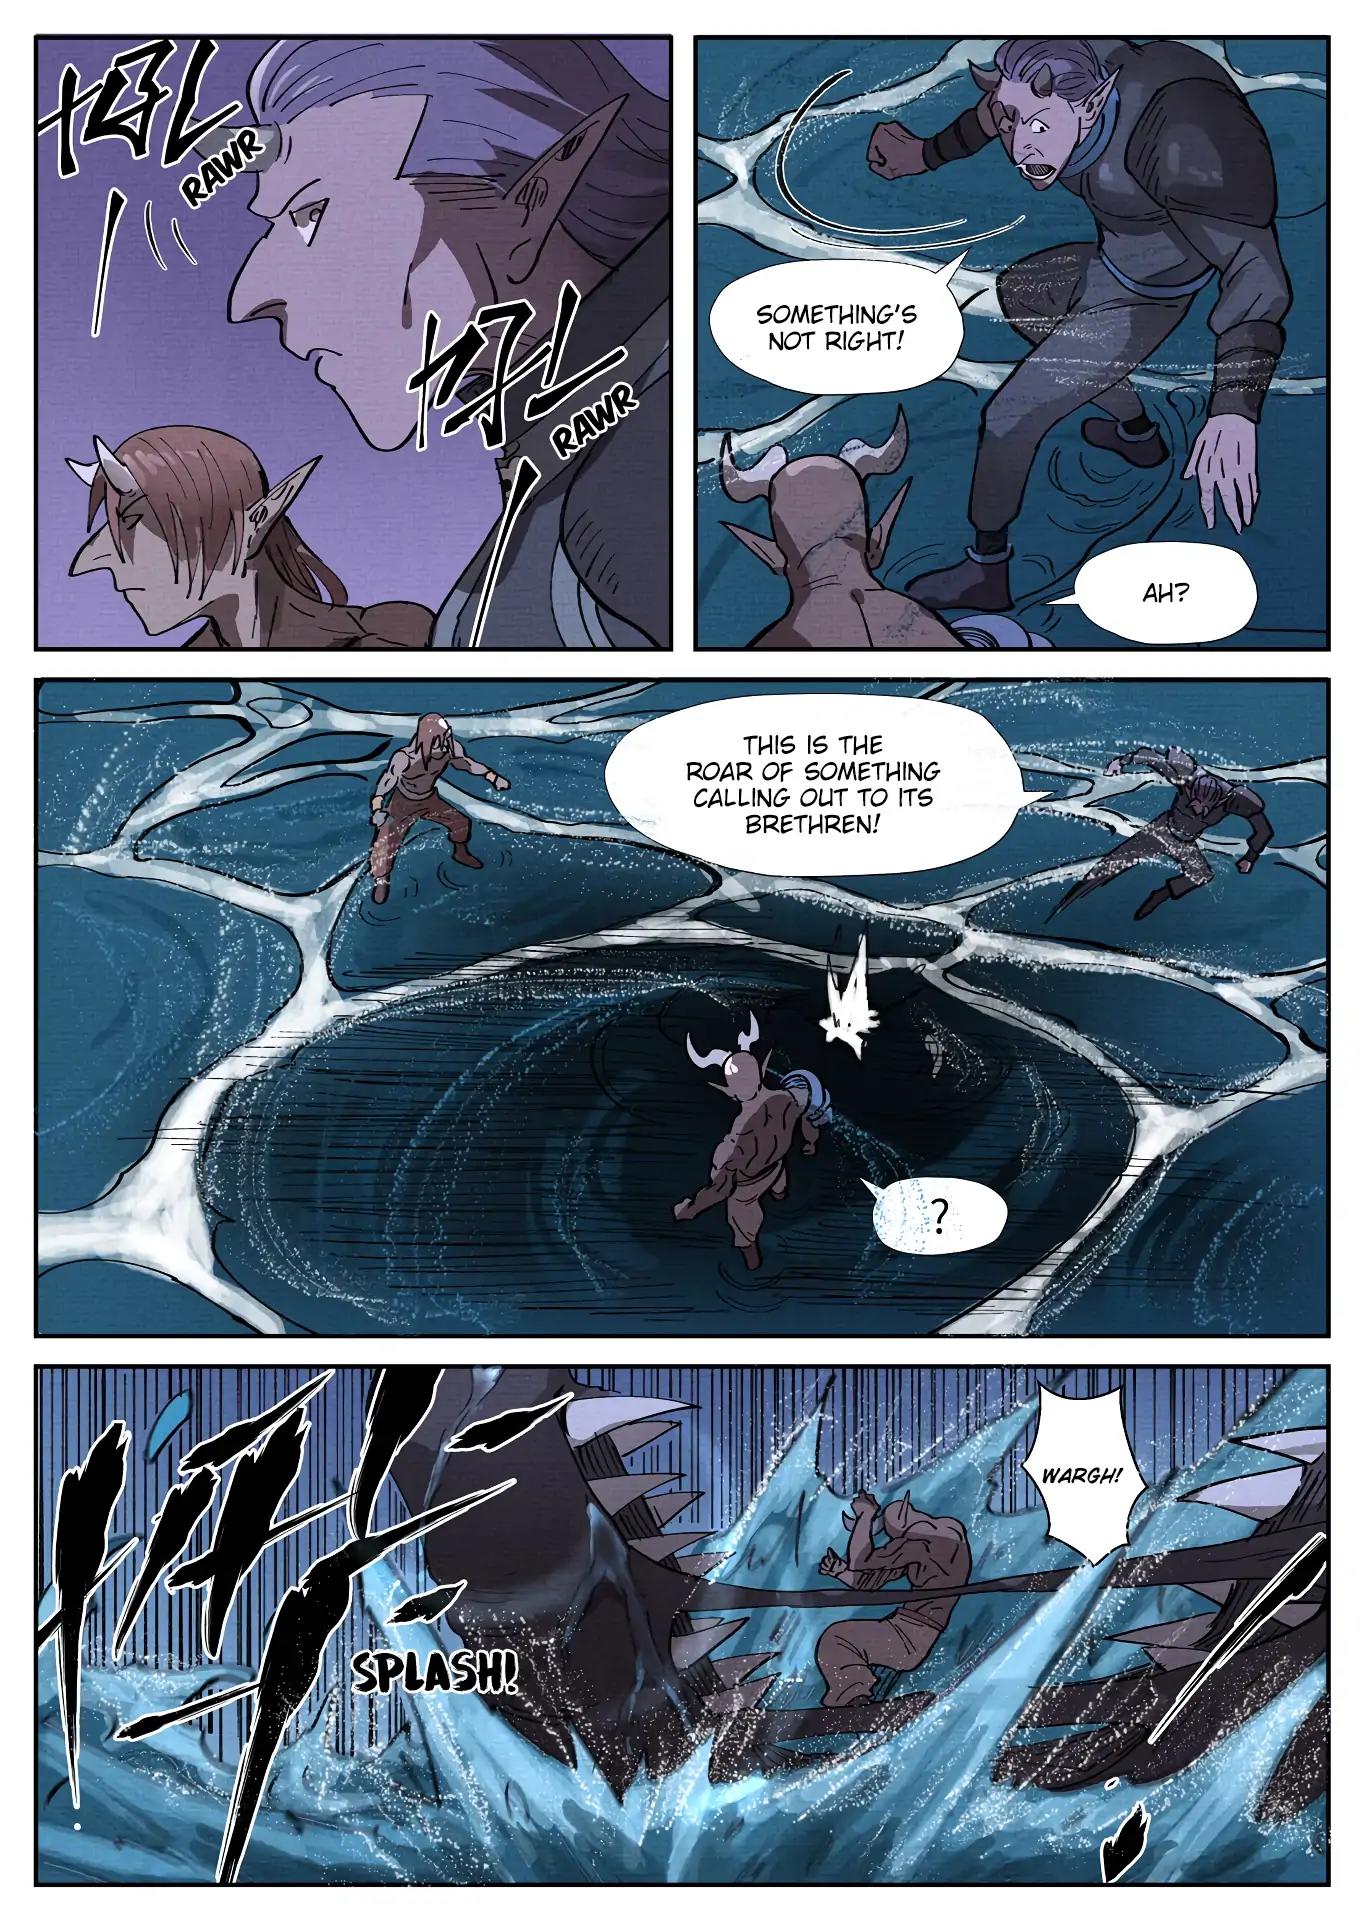 RAWR
RAWR
SOMETHING'S
NOT RIGHT!
AH?
THIS IS THE
ROAR OF SOMETHING
CALLING OUT TO ITS
BRETHREN!
?
WARGH!
SPLASH!